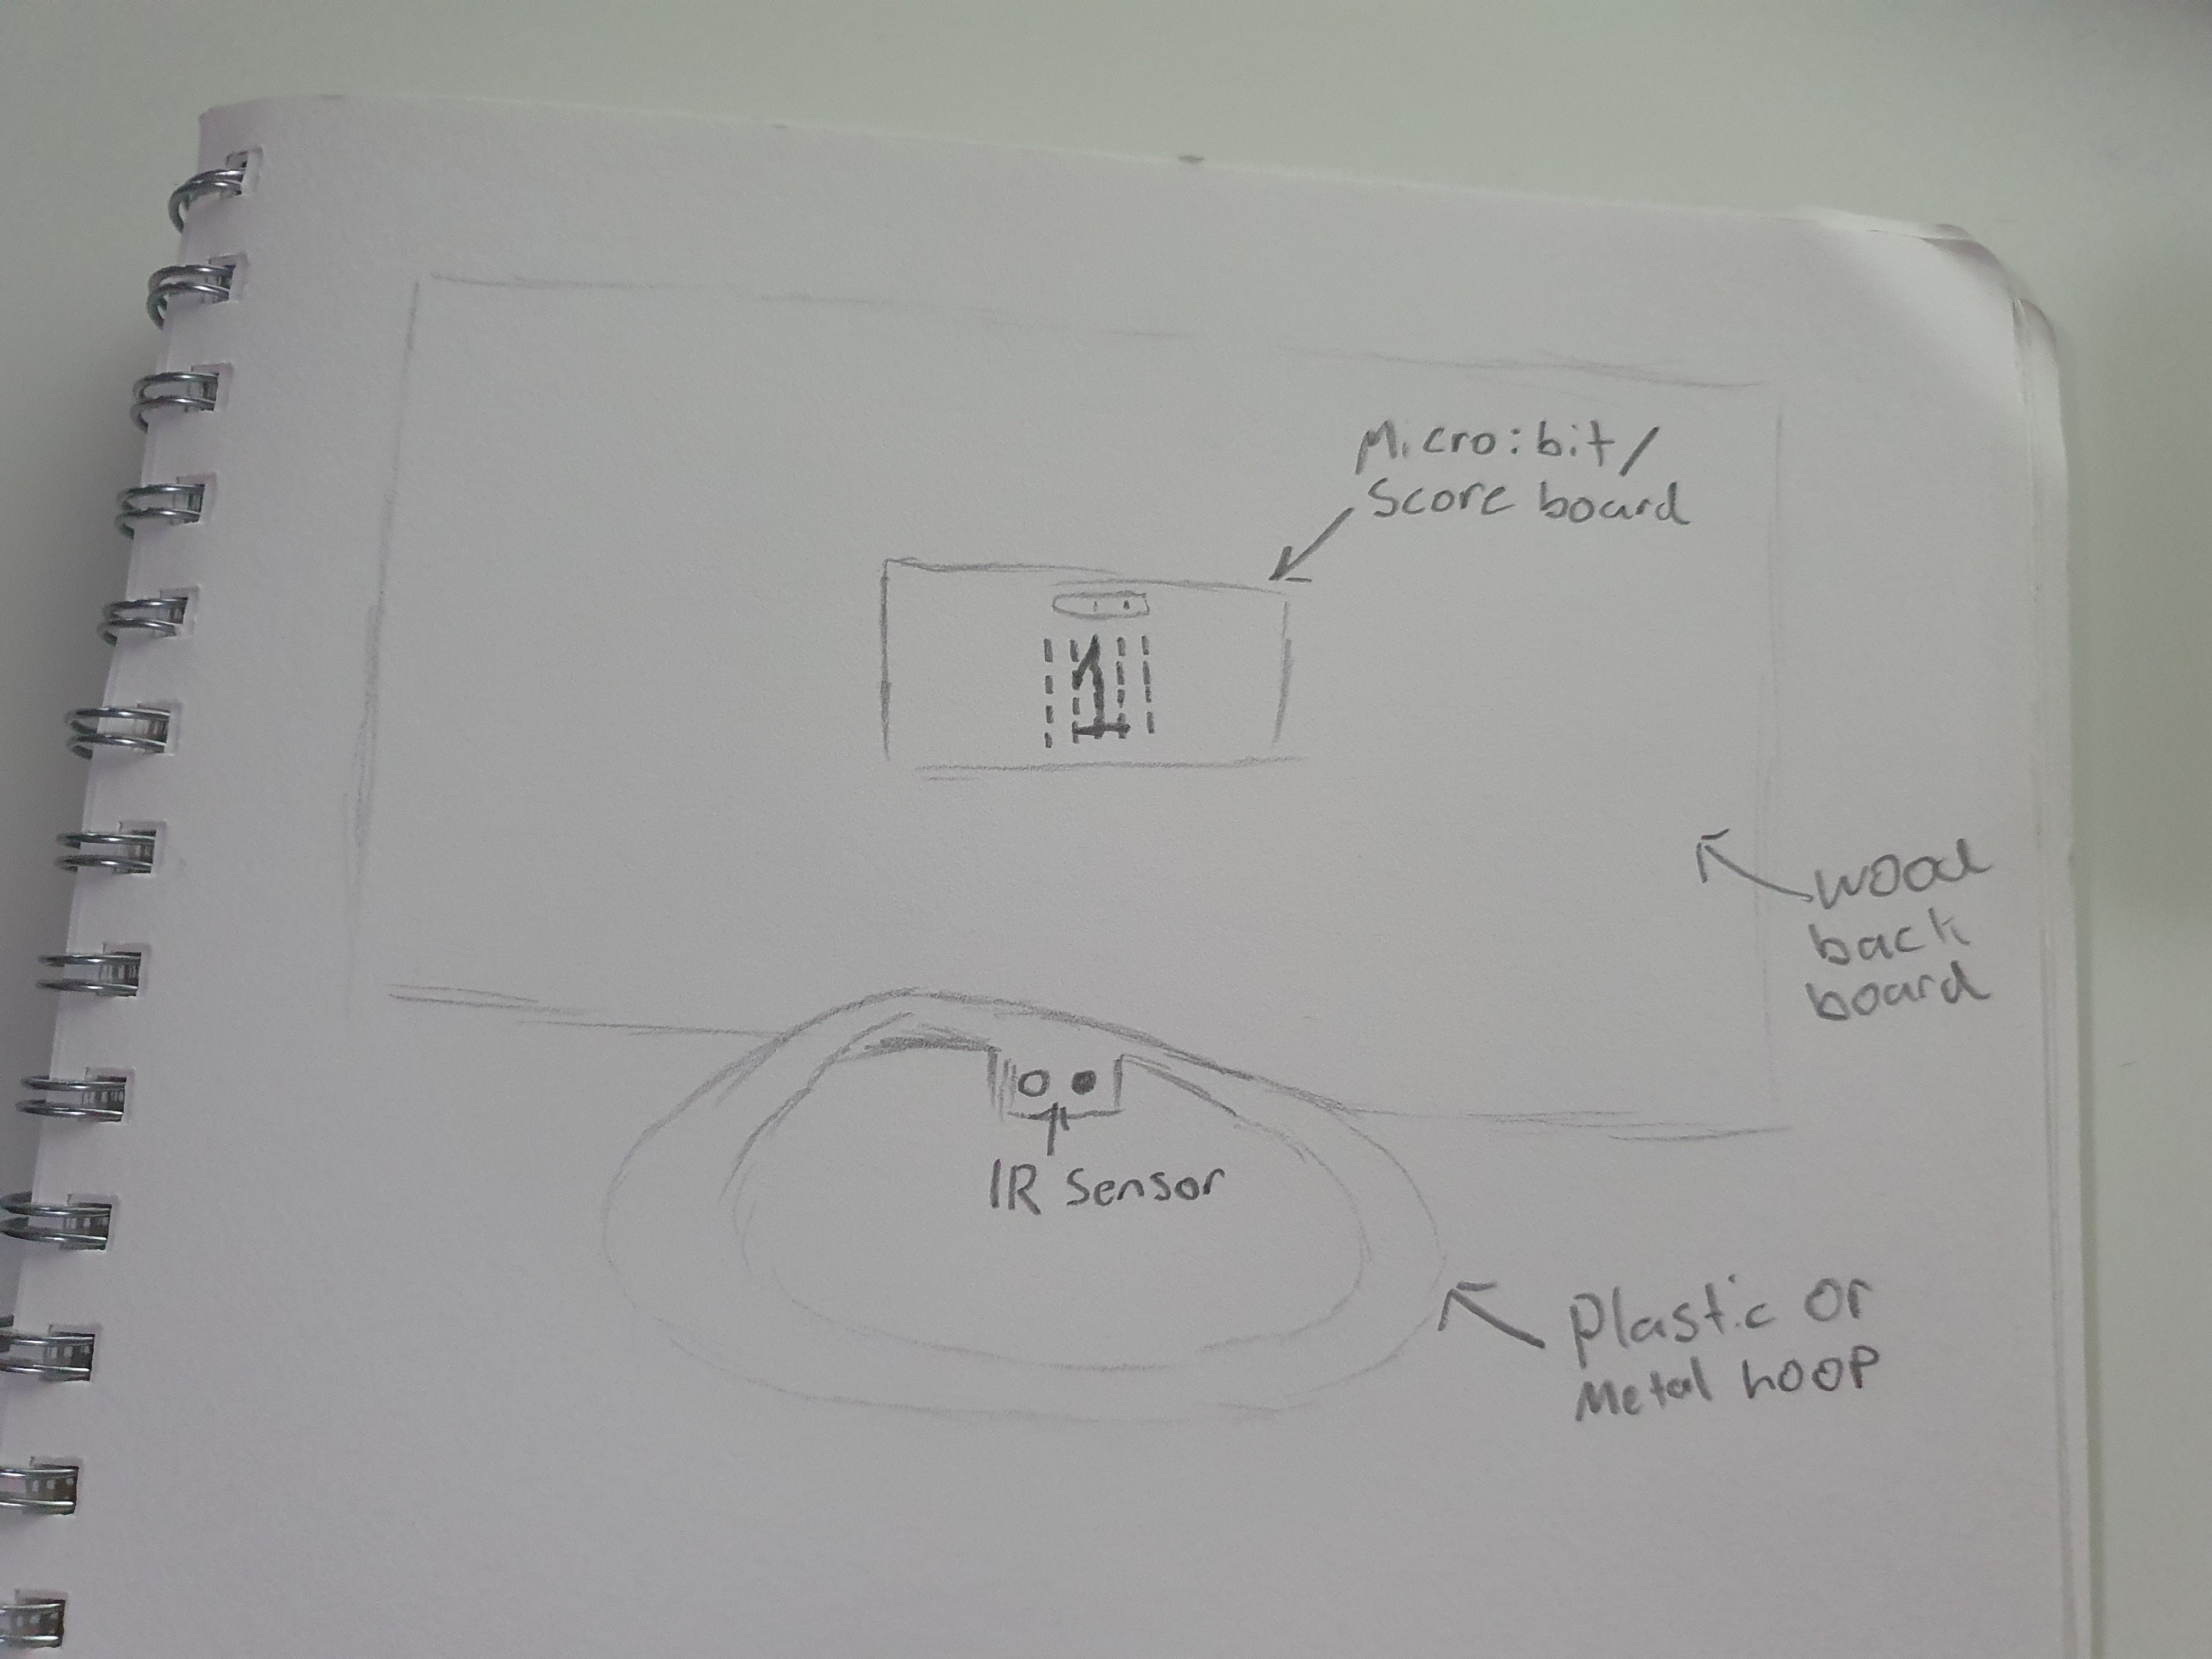 Micro:bit/
Score board
wood
back
board
IR Sensor
plastic or
Metal hoop